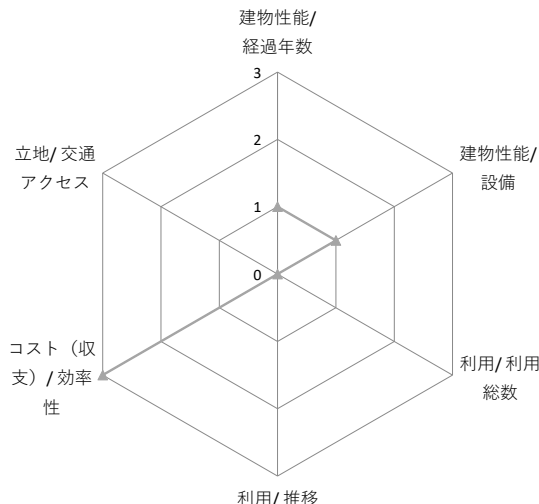 建物性能/
経過年数
3
2
1
0
建物性能/
設備
利用/利用
総数
利用/推移
コスト（収
支）/効率
性
立地/交通
アクセス